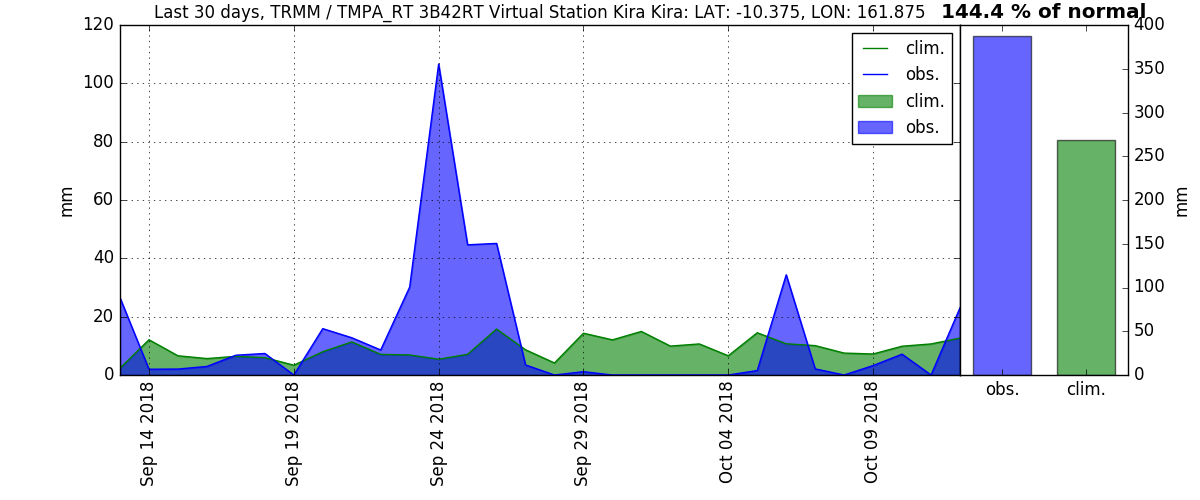 Last 30 days, TRMM / TMPA_RT 3B42RT Virtual Station Kira Kira: LAT: -10.375, LON: 161.875
144.4 % of normal
120
100
80
60
40
20
0
mm
clim.
obs.
clim.
obs.
400
350
300
250
200
150
100
50
0
mm
Sep 14 2018
Sep 19 2018
Sep 24 2018
Sep 29 2018
Oct 04 2018
Oct 09 2018
obs.
clim.